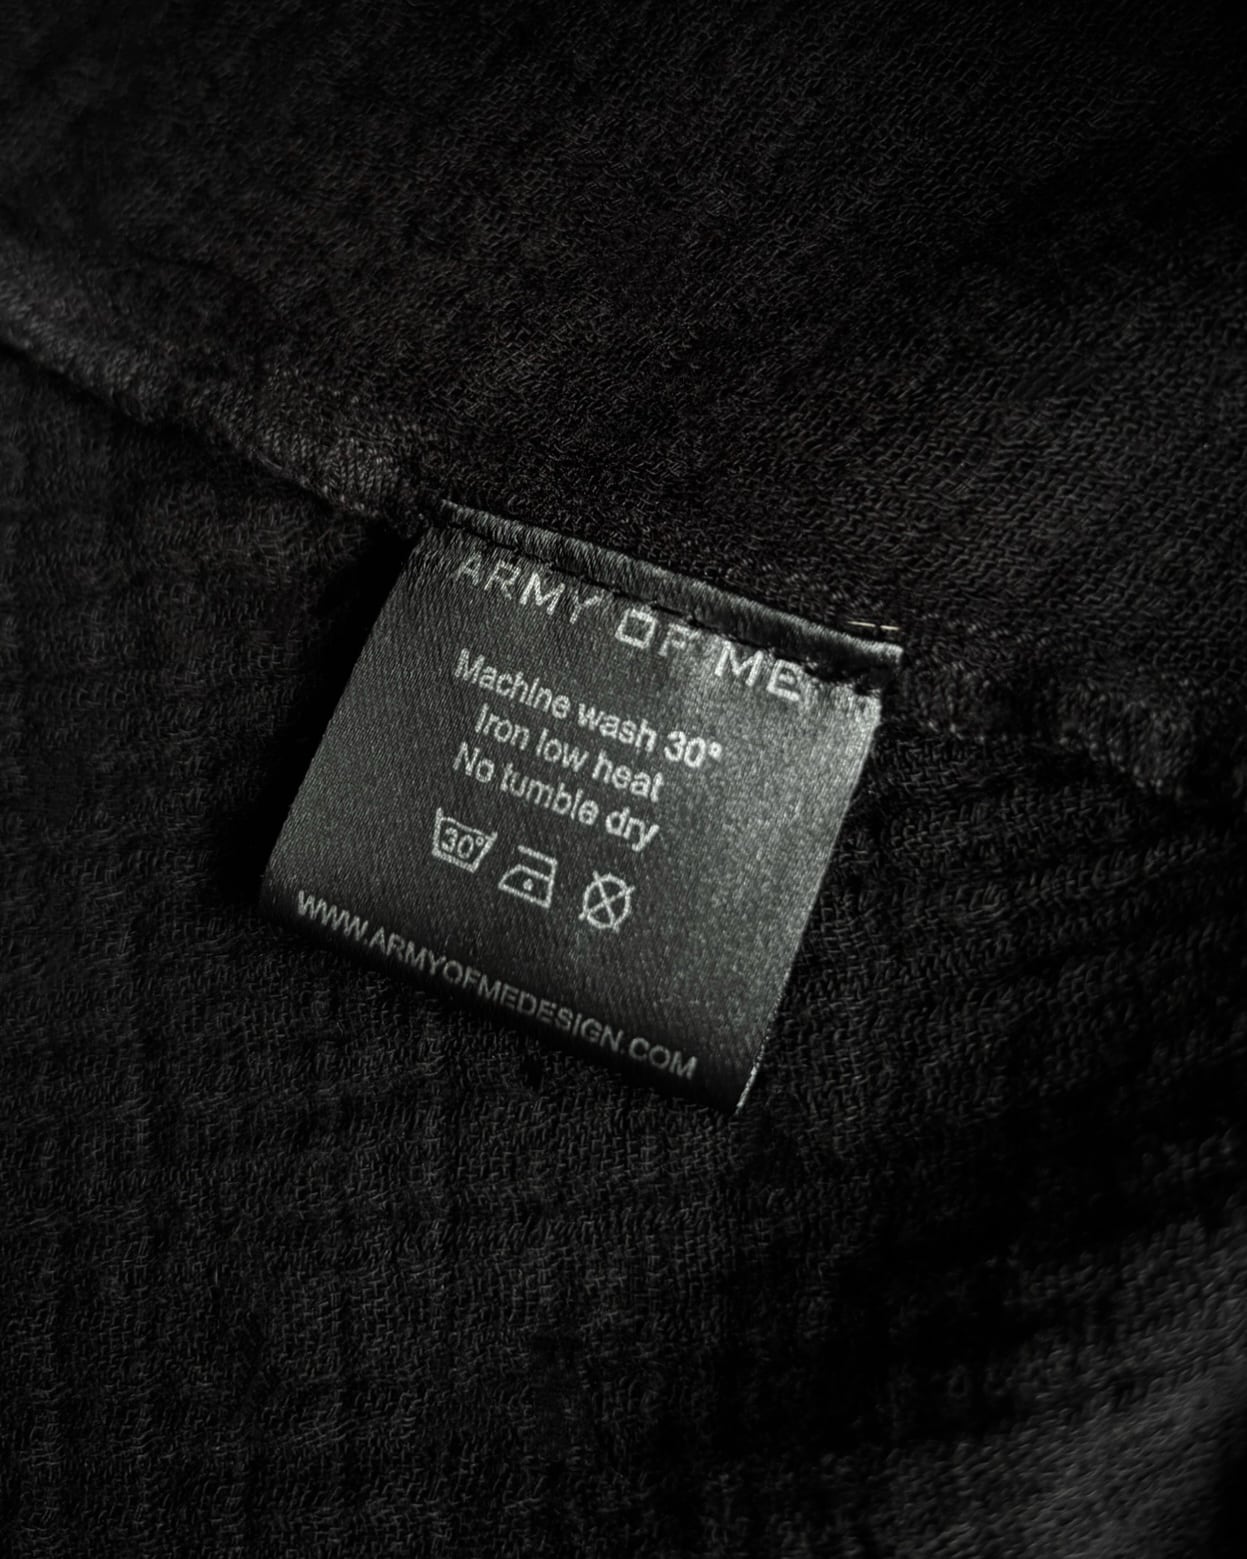 ARMY OF ME
Machine wash 30°
Iron low heat
No tumble dry
30°
WWW.ARMYOFMEDESIGN.COM